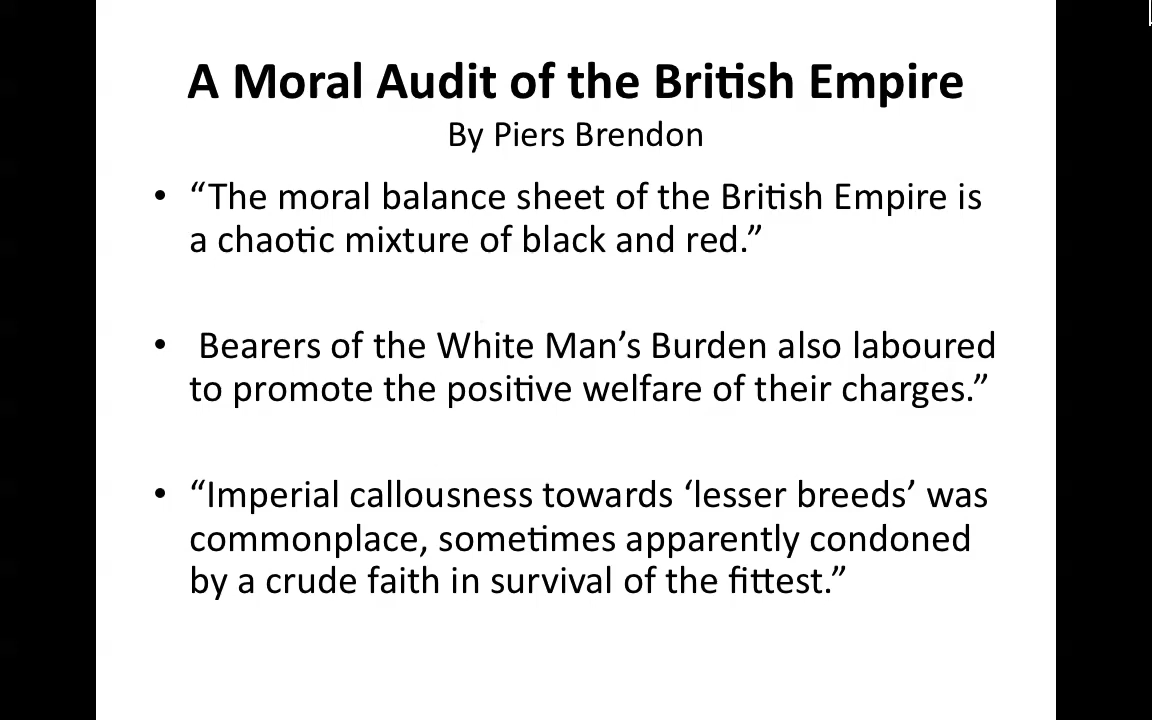 A Moral Audit of the British Empire
By Piers Brendon
• “The moral balance sheet of the British Empire is
a chaotic mixture of black and red.”
• Bearers of the White Man’s Burden also laboured
to promote the positive welfare of their charges.”
• “Imperial callousness towards ‘lesser breeds’ was
commonplace, sometimes apparently condoned
by a crude faith in survival of the fittest.”